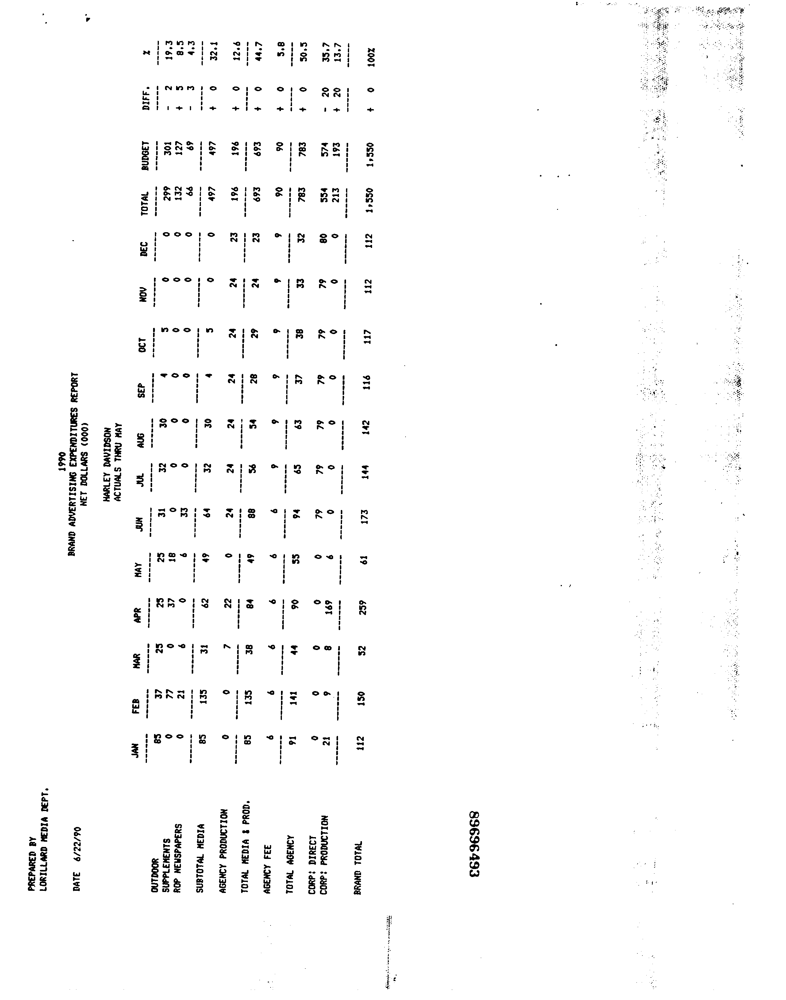 PREPARED BY
LORILLARD MEDIA DEPT.
DATE 6/22/90
1990
BRAND ADVERTISING EXPENDITURES REPORT
NET DOLLARS (000)
HARLEY DAVIDSON
ACTUALS THRU MAY
JAN FEB MAR APR MAY JUN JUL AUG SEP OCT NOV DEC TOTAL BUDGET DIFF. %
OUTDOOR 85 37 25 25 25 31 32 30 4 5 0 0 299 301 - 2 19.3
SUPPLEMENTS 0 77 0 37 18 0 0 0 0 0 0 0 132 127 + 5 8.5
ROP NEWSPAPERS 0 21 6 0 6 33 0 0 0 0 0 0 66 69 - 3 4.3
SUBTOTAL MEDIA 85 135 31 62 49 64 32 30 4 5 0 0 497 497 + 0 32.1
AGENCY PRODUCTION 0 0 7 22 0 24 24 24 24 24 24 23 196 196 + 0 12.6
TOTAL MEDIA & PROD. 85 135 38 84 49 88 56 54 28 29 24 23 693 693 + 0 44.7
AGENCY FEE 6 6 6 6 6 6 9 9 9 9 9 9 90 90 + 0 5.8
TOTAL AGENCY 91 141 44 90 55 94 65 63 37 38 33 32 783 783 + 0 50.5
CORP: DIRECT 0 0 0 0 0 79 79 79 79 79 79 80 554 574 - 20 35.7
CORP: PRODUCTION 21 9 8 169 6 0 0 0 0 0 0 0 213 193 + 20 13.7
BRAND TOTAL 112 150 52 259 61 173 144 142 116 117 112 112 1,550 1,550 + 0 100%
89696493